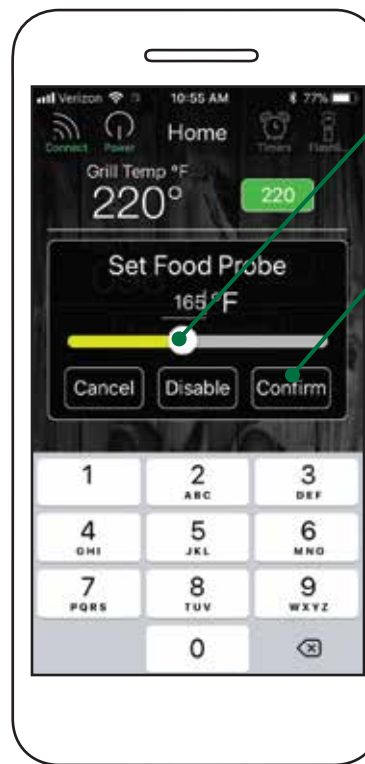 Verizon 10:55 AM 77%
Home
Connect Power Timers
Grill Temp °F
220° 220
Set Food Probe
165 °F
Cancel Disable Confirm
1 2 3
ABC DEF
4 5 6
GHI JKL MNO
7 8 9
PQRS TUV WXYZ
0